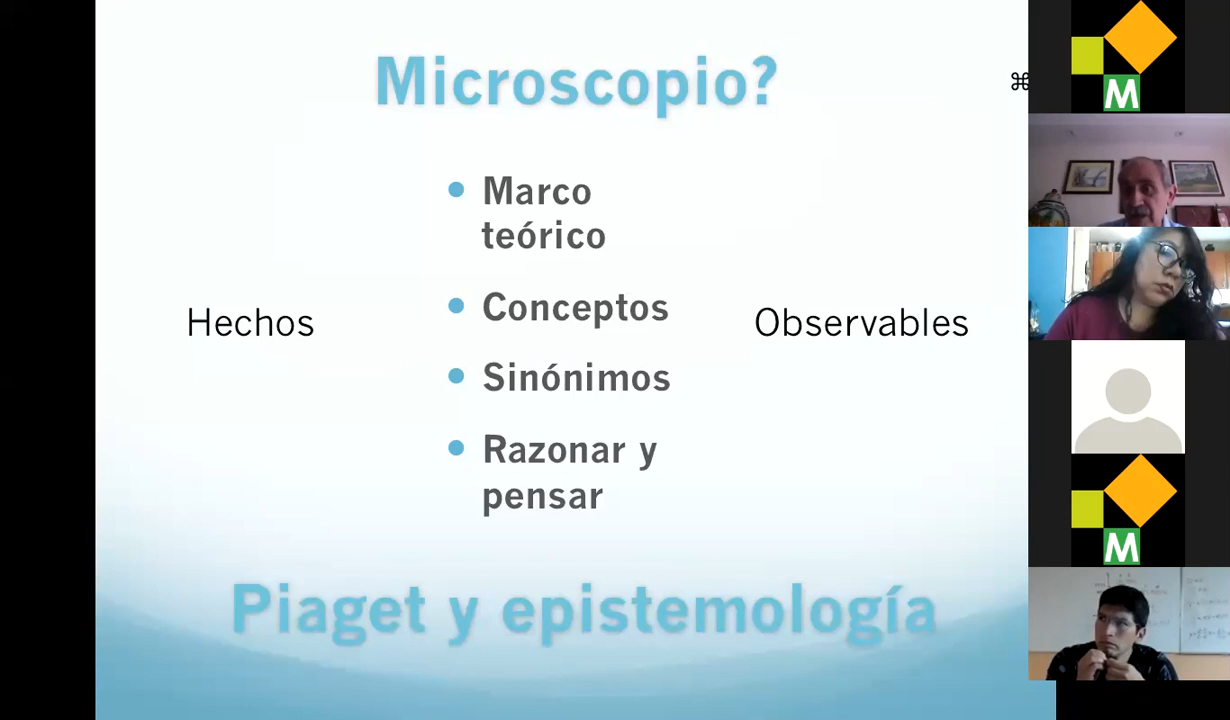 Microscopio?
⌘
Marco
teórico
Hechos
Conceptos
Observables
Sinónimos
Razonar y
pensar
Piaget y epistemología
M
M